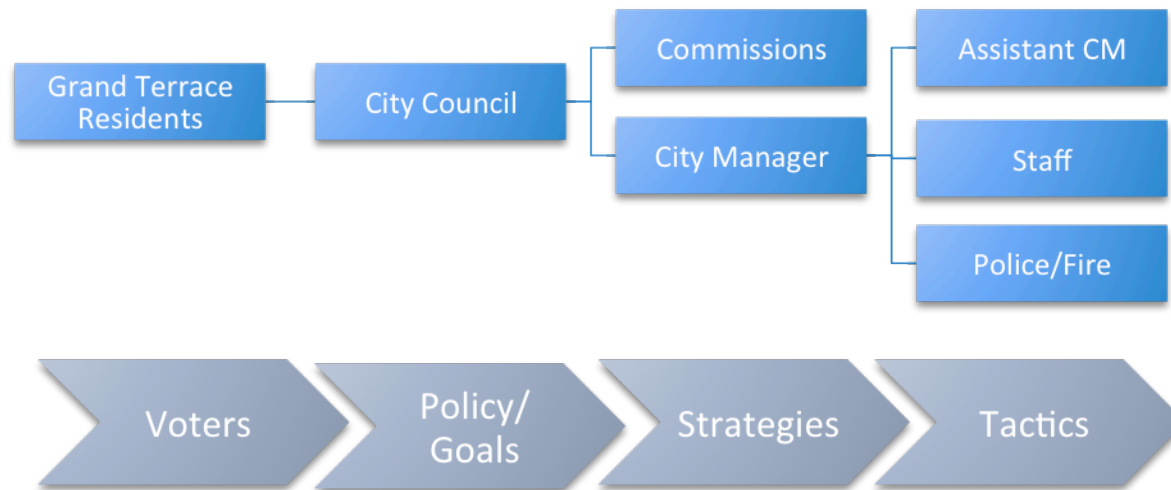 Grand Terrace
Residents
City Council
Commissions
City Manager
Assistant CM
Staff
Police/Fire
Voters
Policy/
Goals
Strategies
Tactics